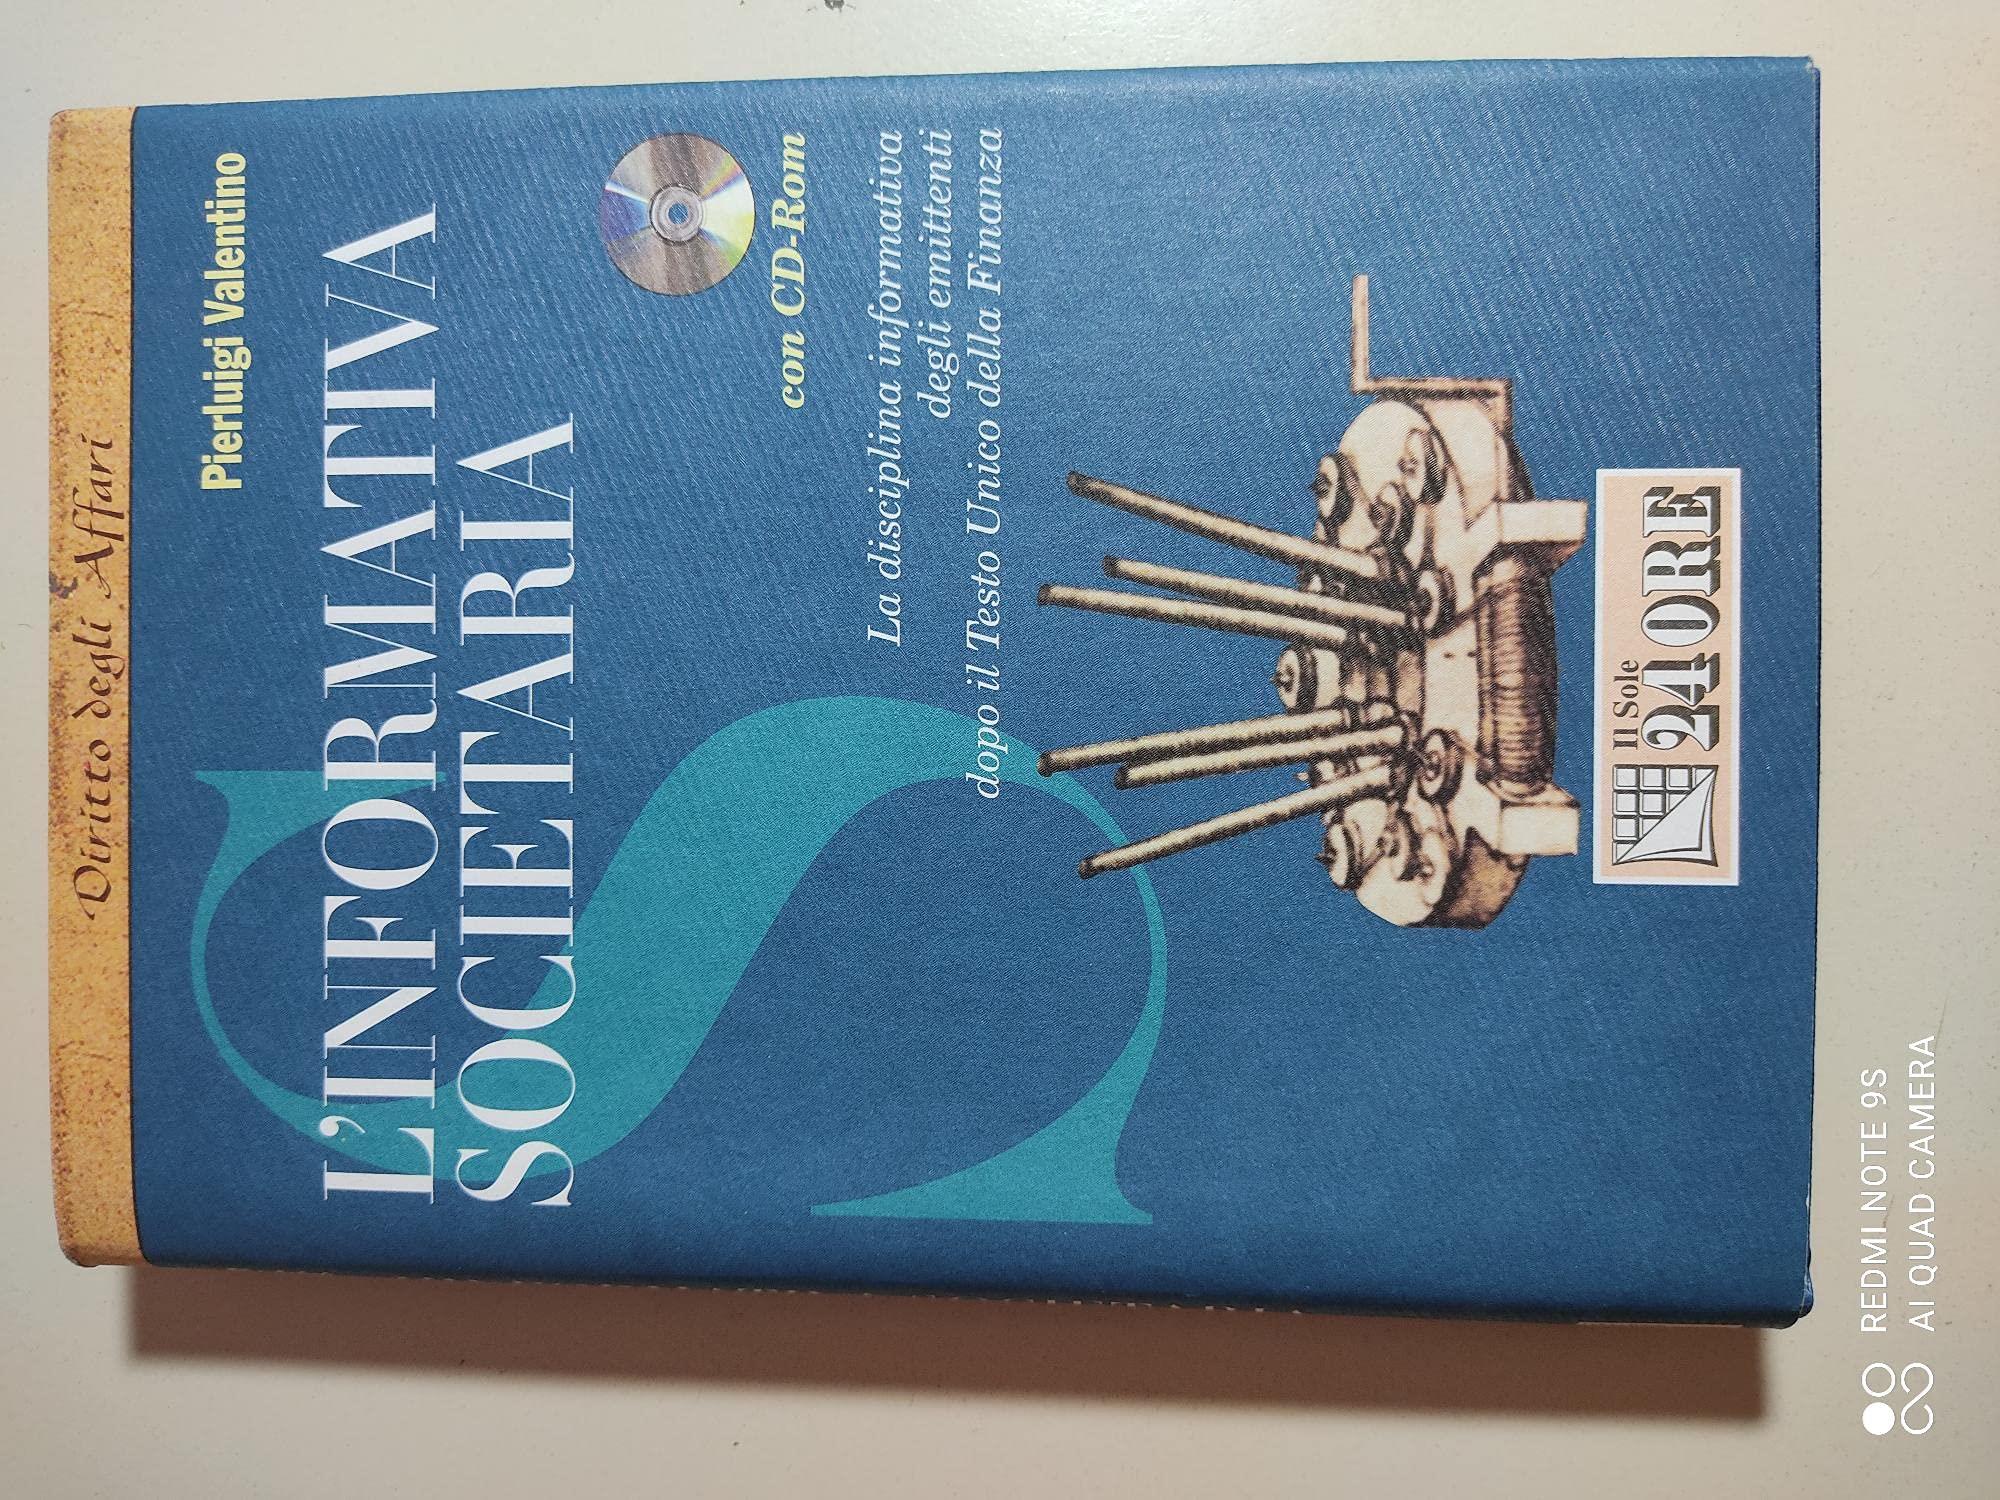 Diritto degli Affari
Pierluigi Valentino
L'INFORMATIVA
SOCIETARIA
con CD-Rom
La disciplina informativa
degli emittenti
dopo il Testo Unico della Finanza
Il Sole
24 ORE
REDMI NOTE 9S
AI QUAD CAMERA